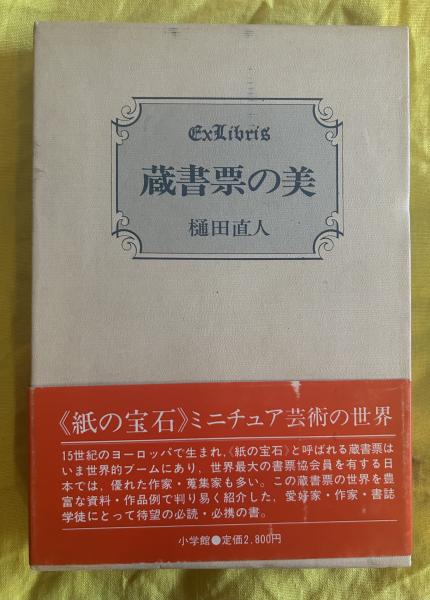 ExLibris
蔵書票の美
樋田直人
《紙の宝石》ミニチュア芸術の世界
15世紀のヨーロッパで生まれ,《紙の宝石》と呼ばれる蔵書票は
いま世界的ブームにあり，世界最大の書票協会員を有する日
本では，優れた作家・蒐集家も多い。この蔵書票の世界を豊
富な資料・作品例で判り易く紹介した，愛好家・作家・書誌
学徒にとって待望の必読・必携の書。
小学館●定価2,800円